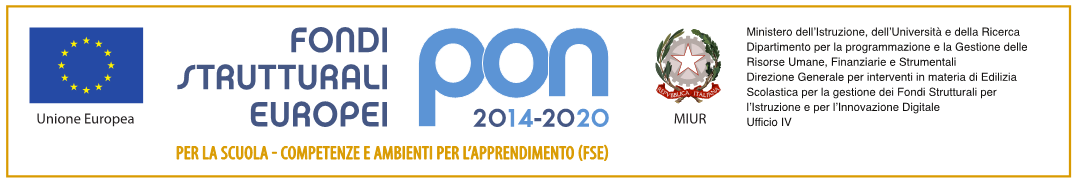 Unione Europea
FONDI
STRUTTURALI
EUROPEI
pon
2014-2020
PER LA SCUOLA - COMPETENZE E AMBIENTI PER L'APPRENDIMENTO (FSE)
REPVBBLICA ITALIANA
MIUR
Ministero dell'Istruzione, dell'Università e della Ricerca
Dipartimento per la programmazione e la Gestione delle
Risorse Umane, Finanziarie e Strumentali
Direzione Generale per interventi in materia di Edilizia
Scolastica per la gestione dei Fondi Strutturali per
l'Istruzione e per l'Innovazione Digitale
Ufficio IV